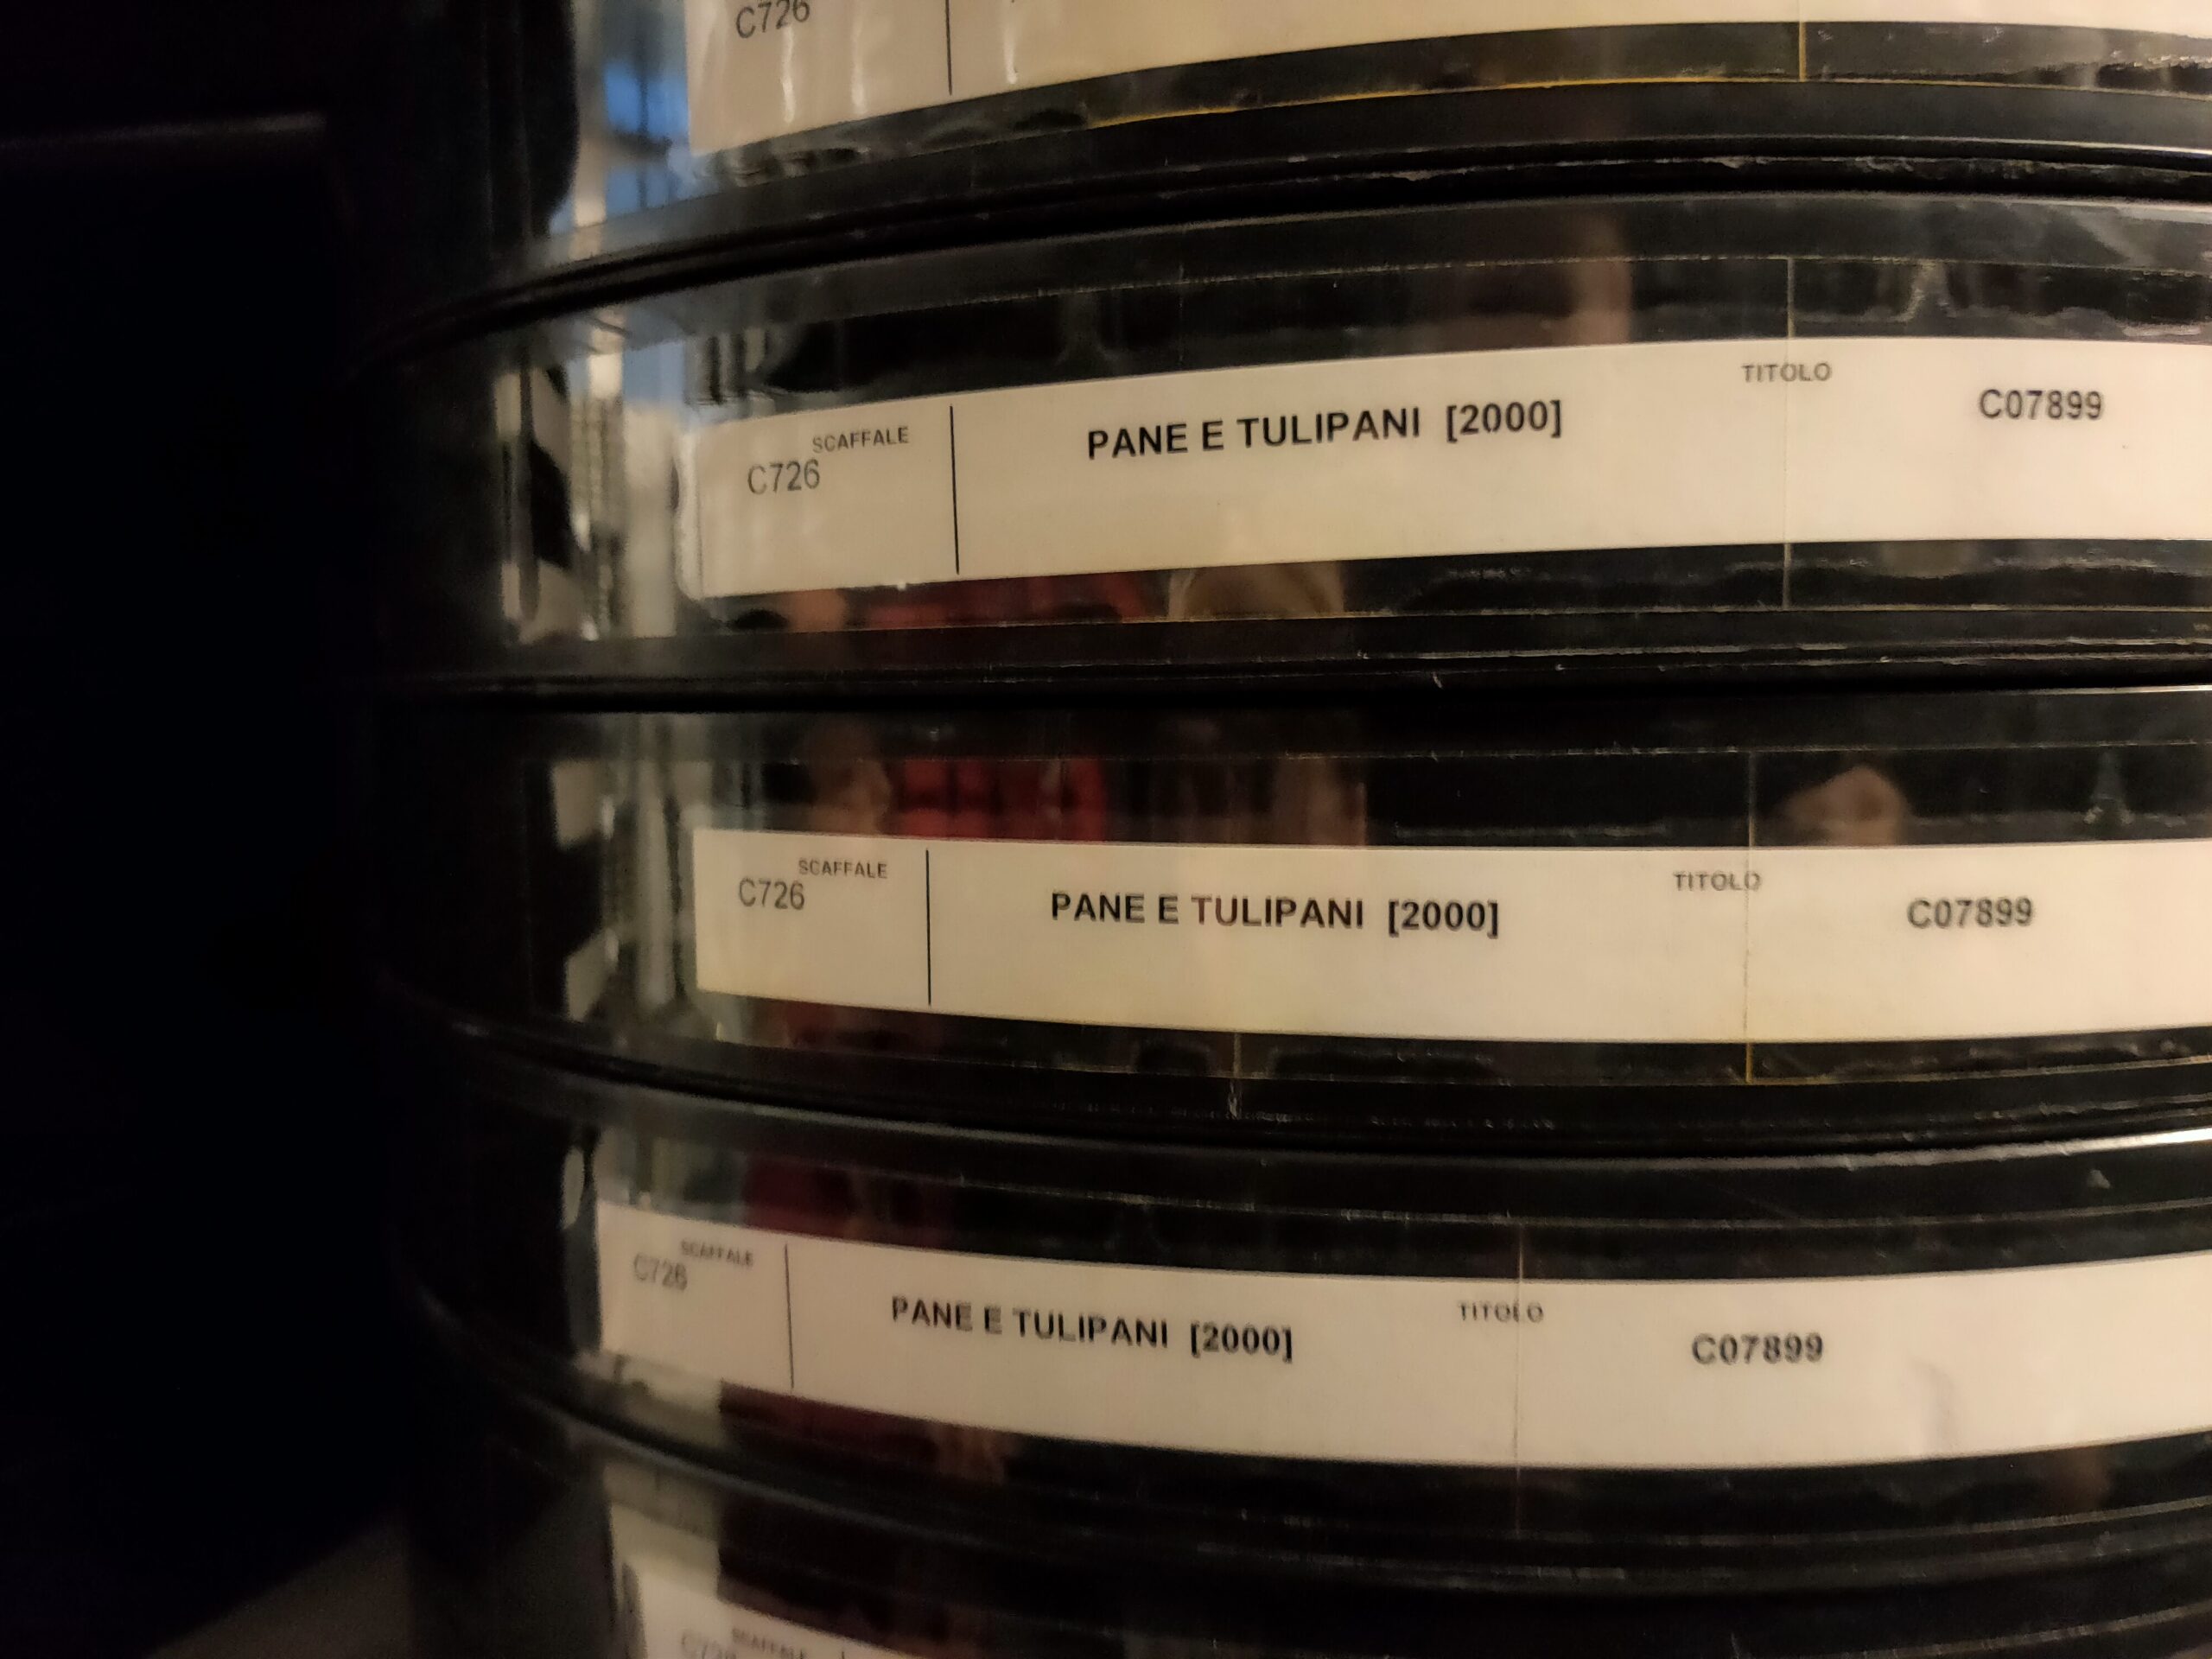 C726
SCAFFALE
TITOLO
C726
PANE E TULIPANI [2000]
C07899
SCAFFALE
TITOLO
C726
PANE E TULIPANI [2000]
C07899
SCAFFALE
TITOLO
C726
PANE E TULIPANI [2000]
C07899
SCAFFALE